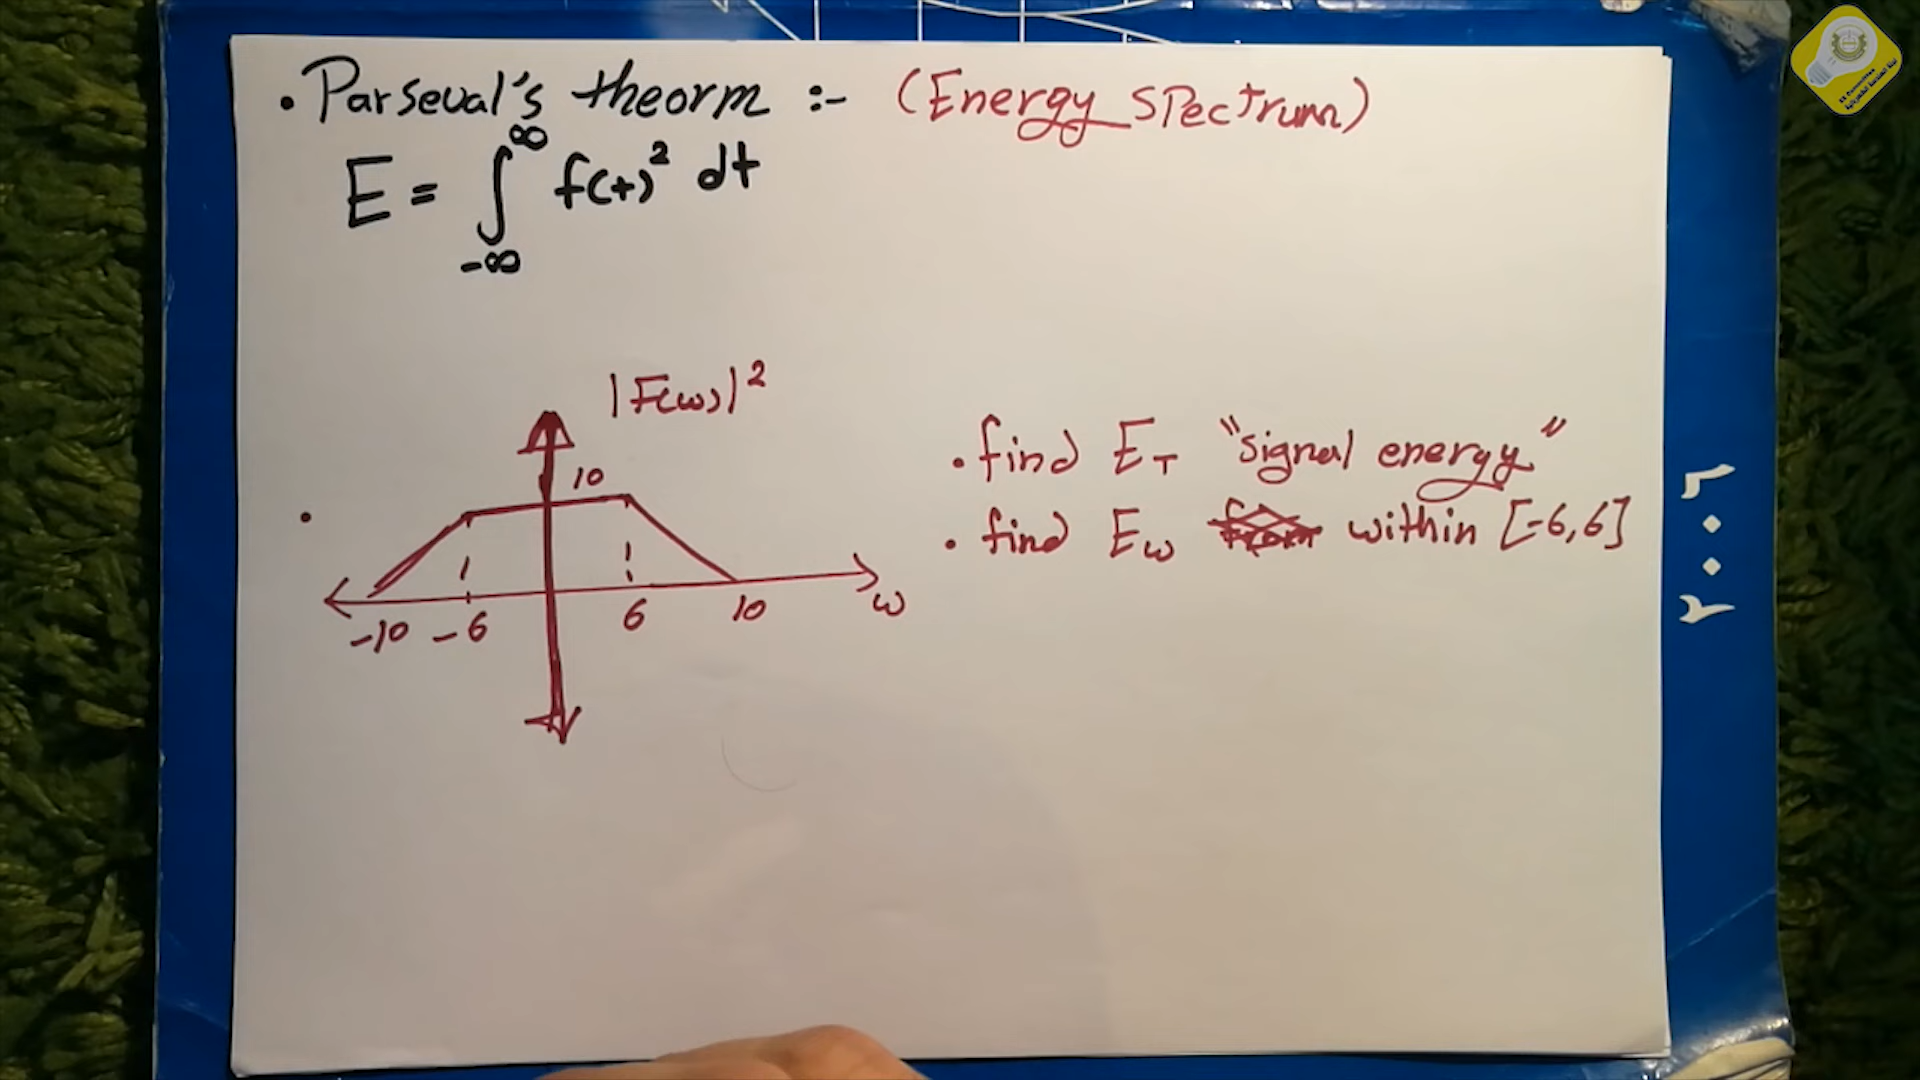 • Parseval's theorm :- (Energy spectrum)
E = ∫_{-∞}^{∞} f(t)² dt
|F(ω)|²
10
-10 -6 6 10 ω
• find E_T "signal energy"
• find E_ω within [-6,6]